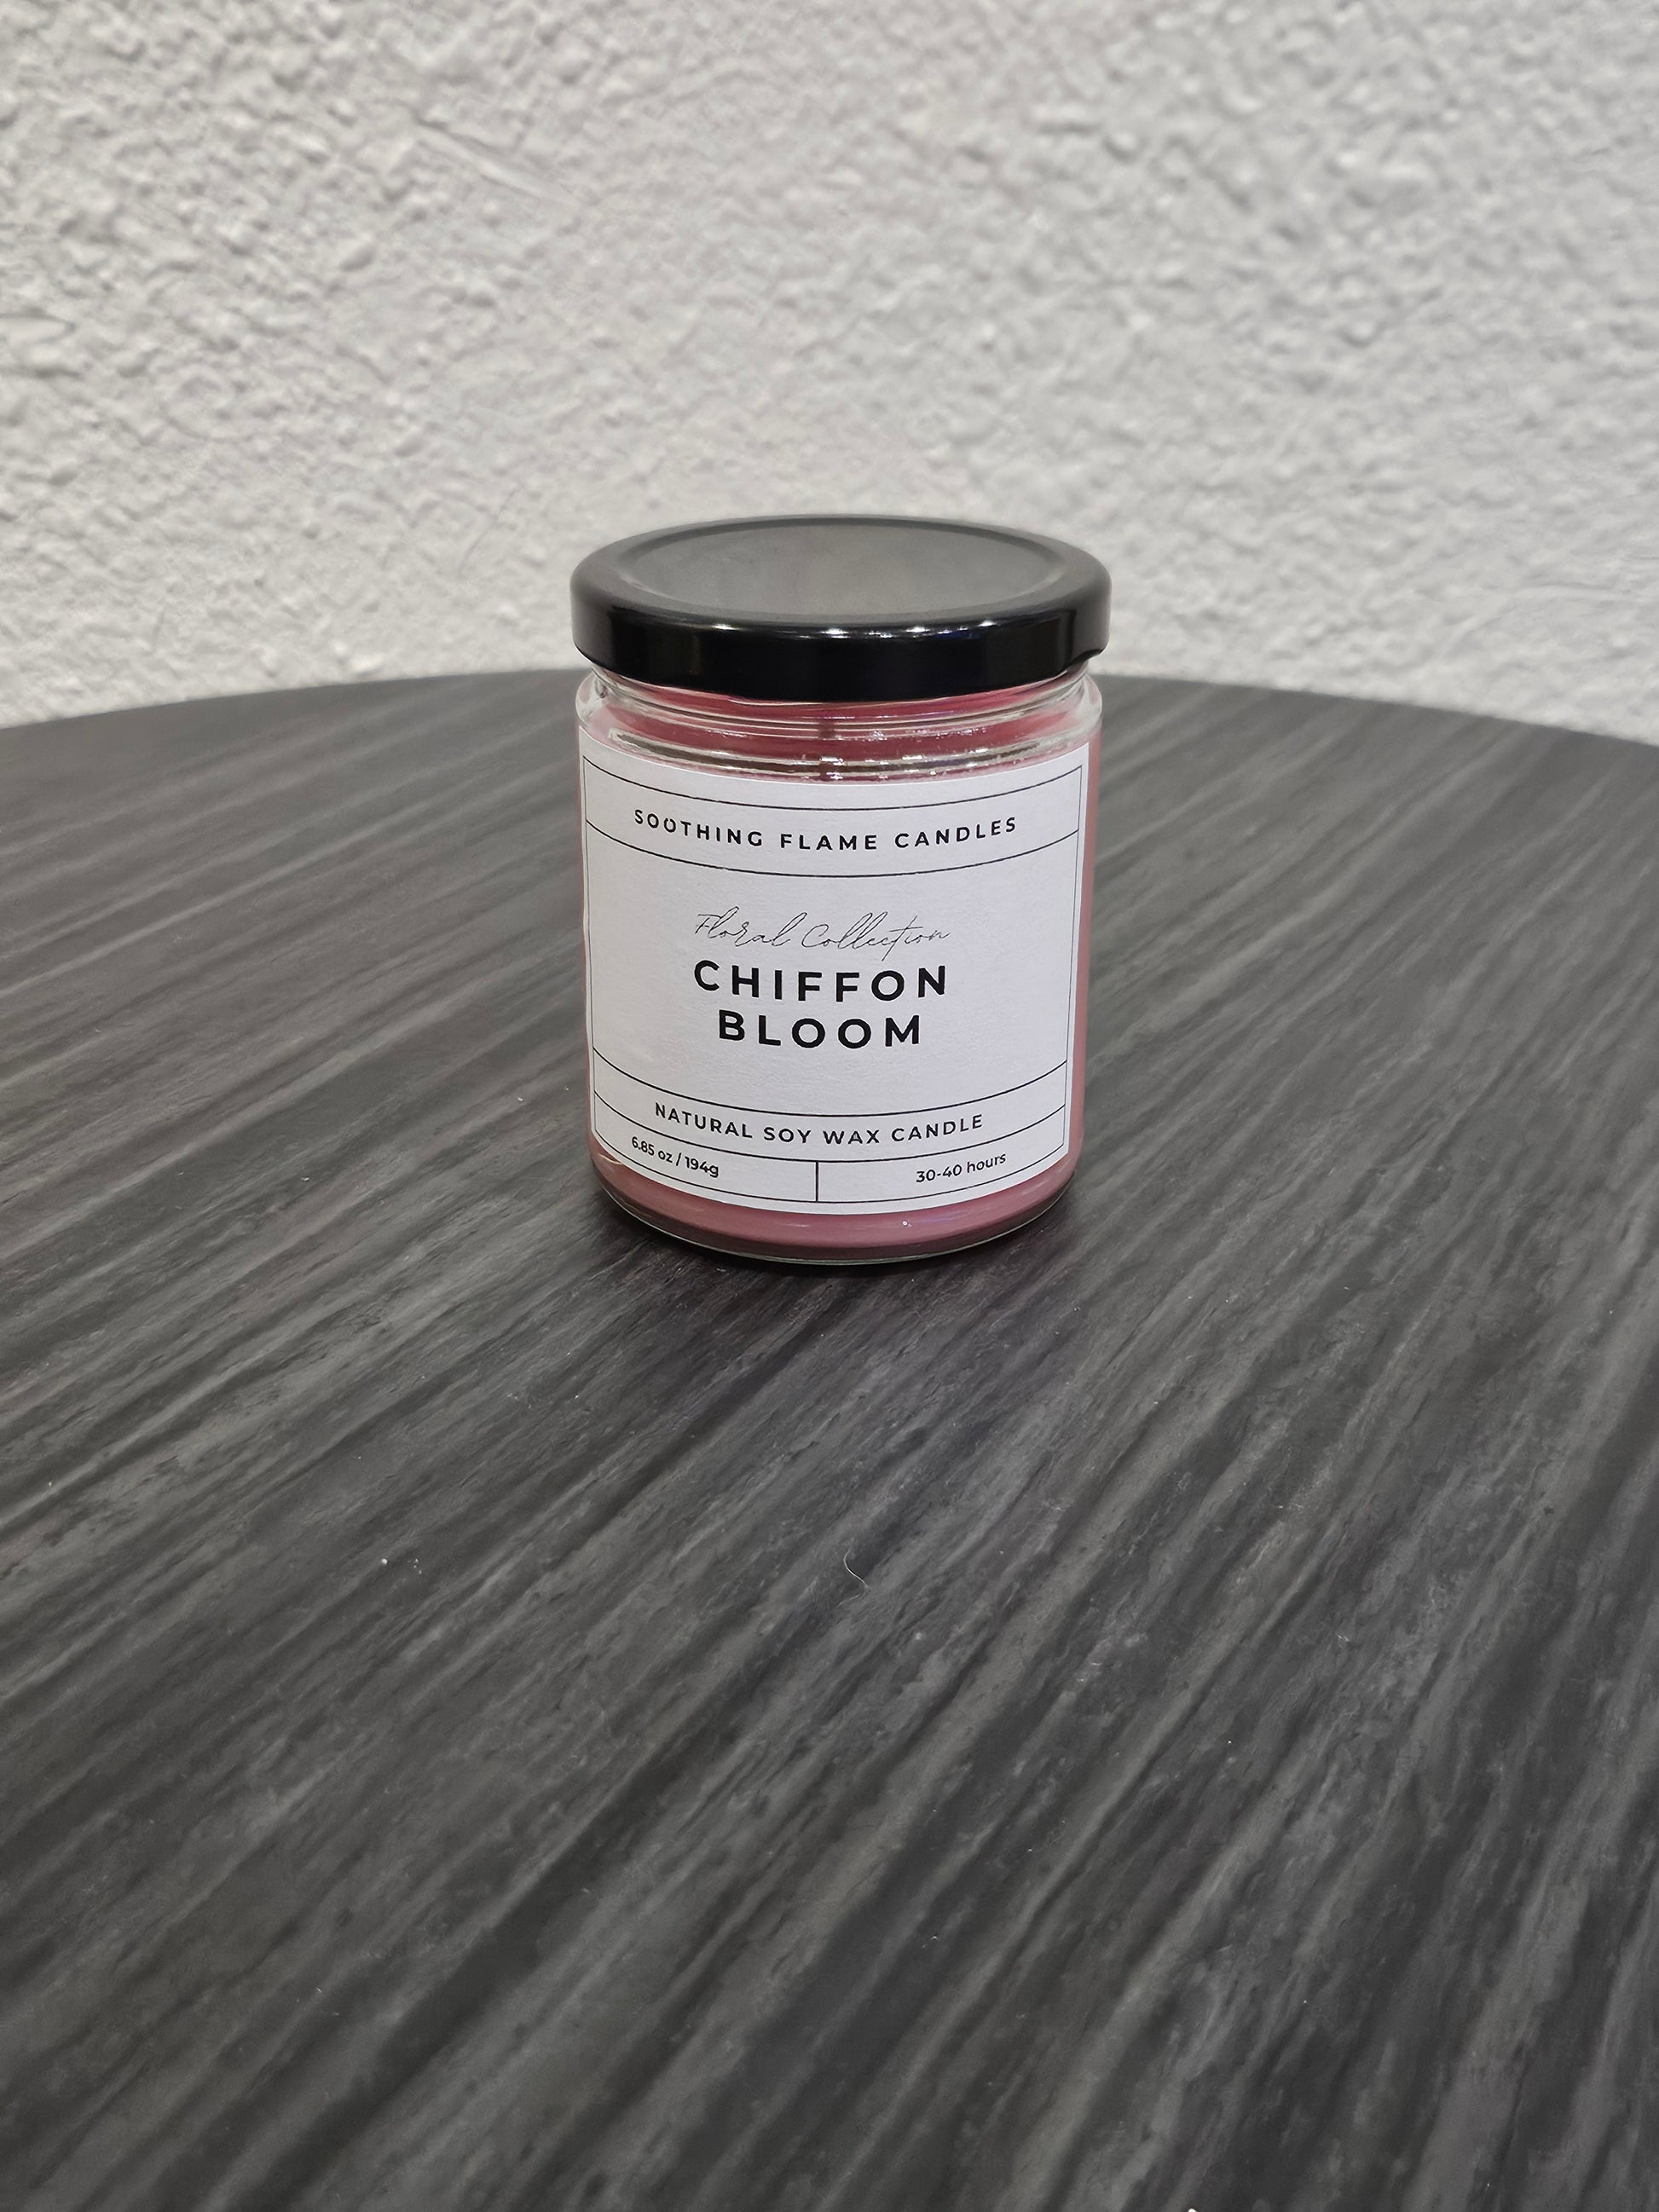 SOOTHING FLAME CANDLES
Floral Collection
CHIFFON
BLOOM
NATURAL SOY WAX CANDLE
6.85 oz / 194g
30-40 hours